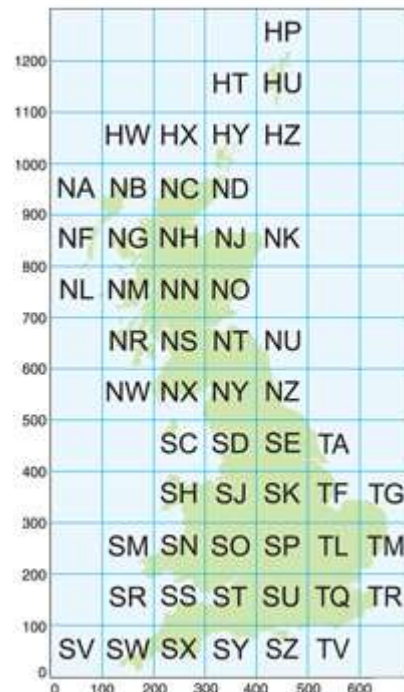 HP
1200
HT HU
1100
HW HX HY HZ
1000
NA NB NC ND
900
NF NG NH NJ NK
800
NL NM NN NO
700
NR NS NT NU
600
NW NX NY NZ
500
SC SD SE TA
400
SH SJ SK TF TG
300
SM SN SO SP TL TM
200
SR SS ST SU TQ TR
100
SV SW SX SY SZ TV
0
0 100 200 300 400 500 600